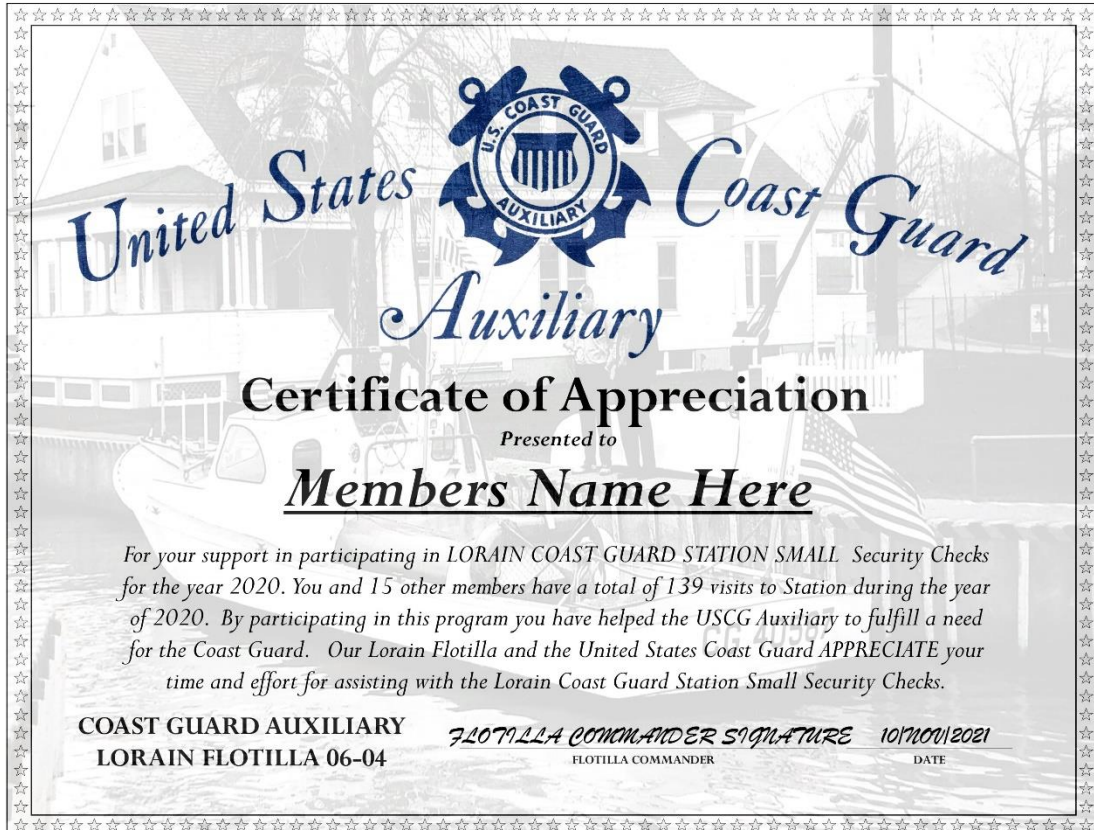 U.S. COAST GUARD
AUXILIARY
United States Coast Guard
Auxiliary
Certificate of Appreciation
Presented to
Members Name Here
For your support in participating in LORAIN COAST GUARD STATION SMALL Security Checks
for the year 2020. You and 15 other members have a total of 139 visits to Station during the year
of 2020. By participating in this program you have helped the USCG Auxiliary to fulfill a need
for the Coast Guard. Our Lorain Flotilla and the United States Coast Guard APPRECIATE your
time and effort for assisting with the Lorain Coast Guard Station Small Security Checks.
CG 40587
COAST GUARD AUXILIARY
LORAIN FLOTILLA 06-04
FLOTILLA COMMANDER SIGNATURE 10/NOV/2021
FLOTILLA COMMANDER DATE